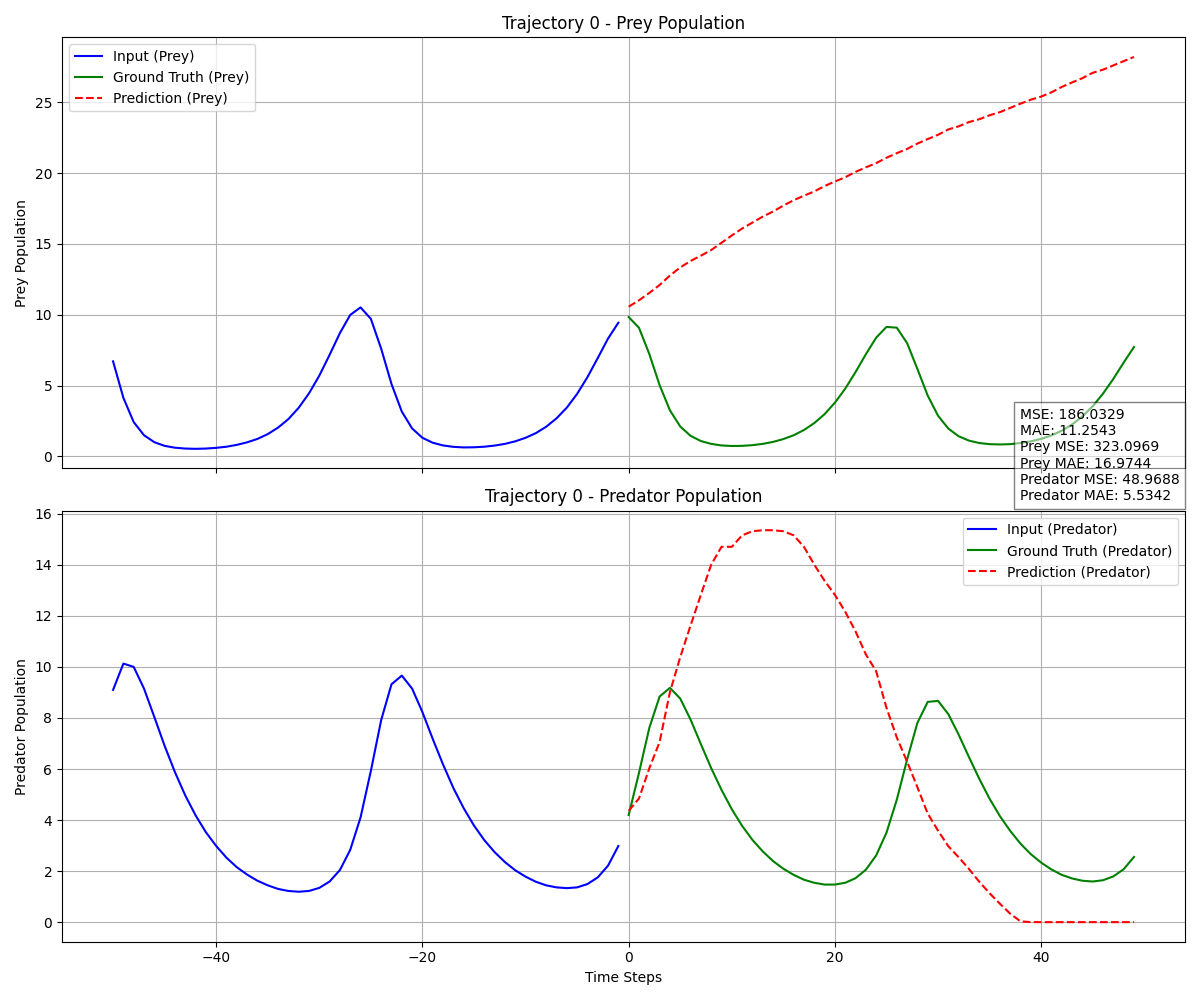 Trajectory 0 - Prey Population
Input (Prey)
Ground Truth (Prey)
Prediction (Prey)
Prey Population
25
20
15
10
5
0
MSE: 186.0329
MAE: 11.2543
Prey MSE: 323.0969
Prey MAE: 16.9744
Predator MSE: 48.9688
Predator MAE: 5.5342
Trajectory 0 - Predator Population
Input (Predator)
Ground Truth (Predator)
Prediction (Predator)
Predator Population
16
14
12
10
8
6
4
2
0
−40 −20 0 20 40
Time Steps